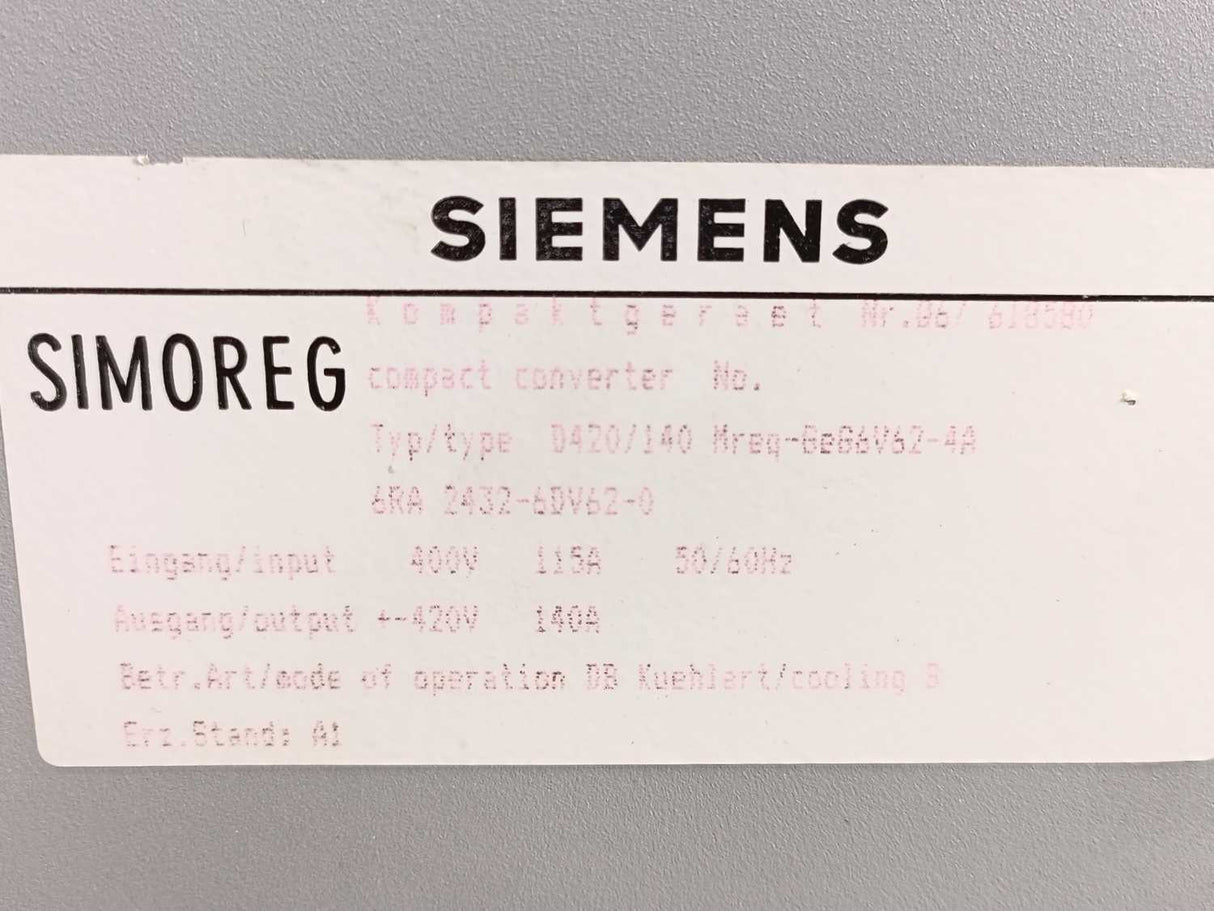 SIEMENS
SIMOREG
Kompaktgeraet Nr.06/ 618580
compact converter No.
Typ/type D420/140 Mreq-GeG6V62-4A
6RA 2432-6DV62-0
Eingang/input 400V 115A 50/60Hz
Ausgang/output +-420V 140A
Betr.Art/mode of operation DB Kuehlart/cooling S
Erz.Stand: A1